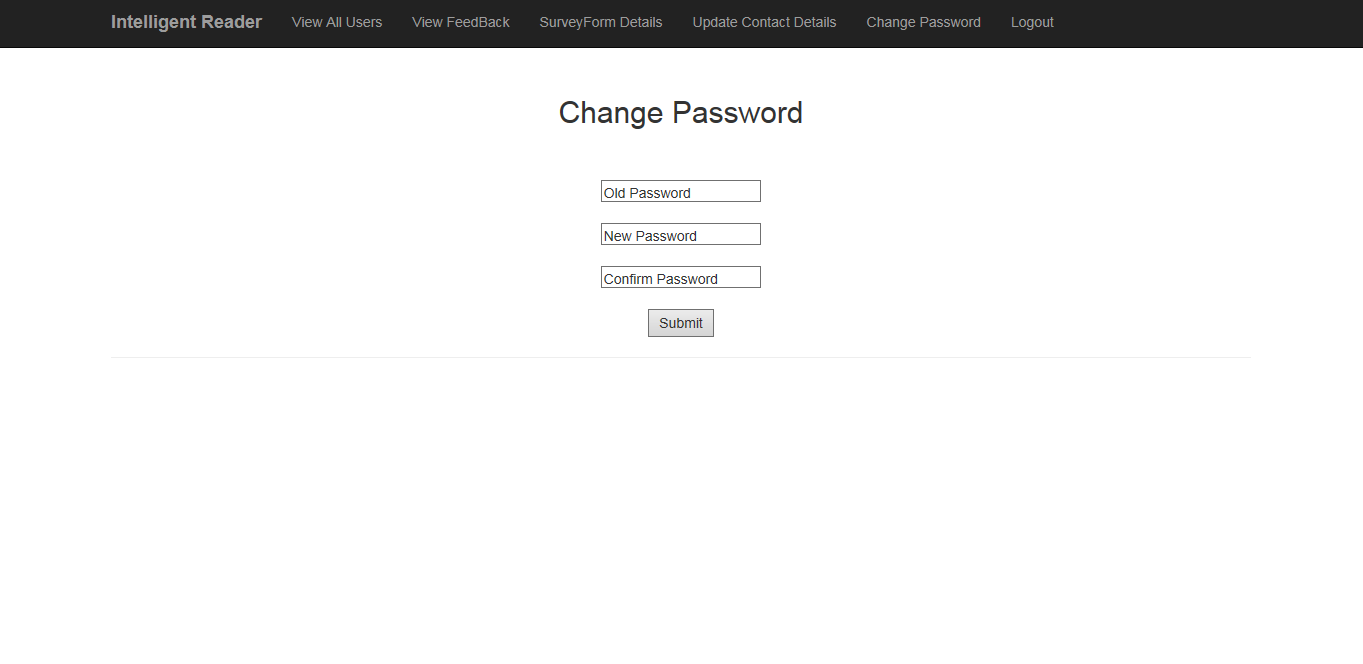 Intelligent Reader View All Users View FeedBack SurveyForm Details Update Contact Details Change Password Logout
Change Password
Old Password
New Password
Confirm Password
Submit